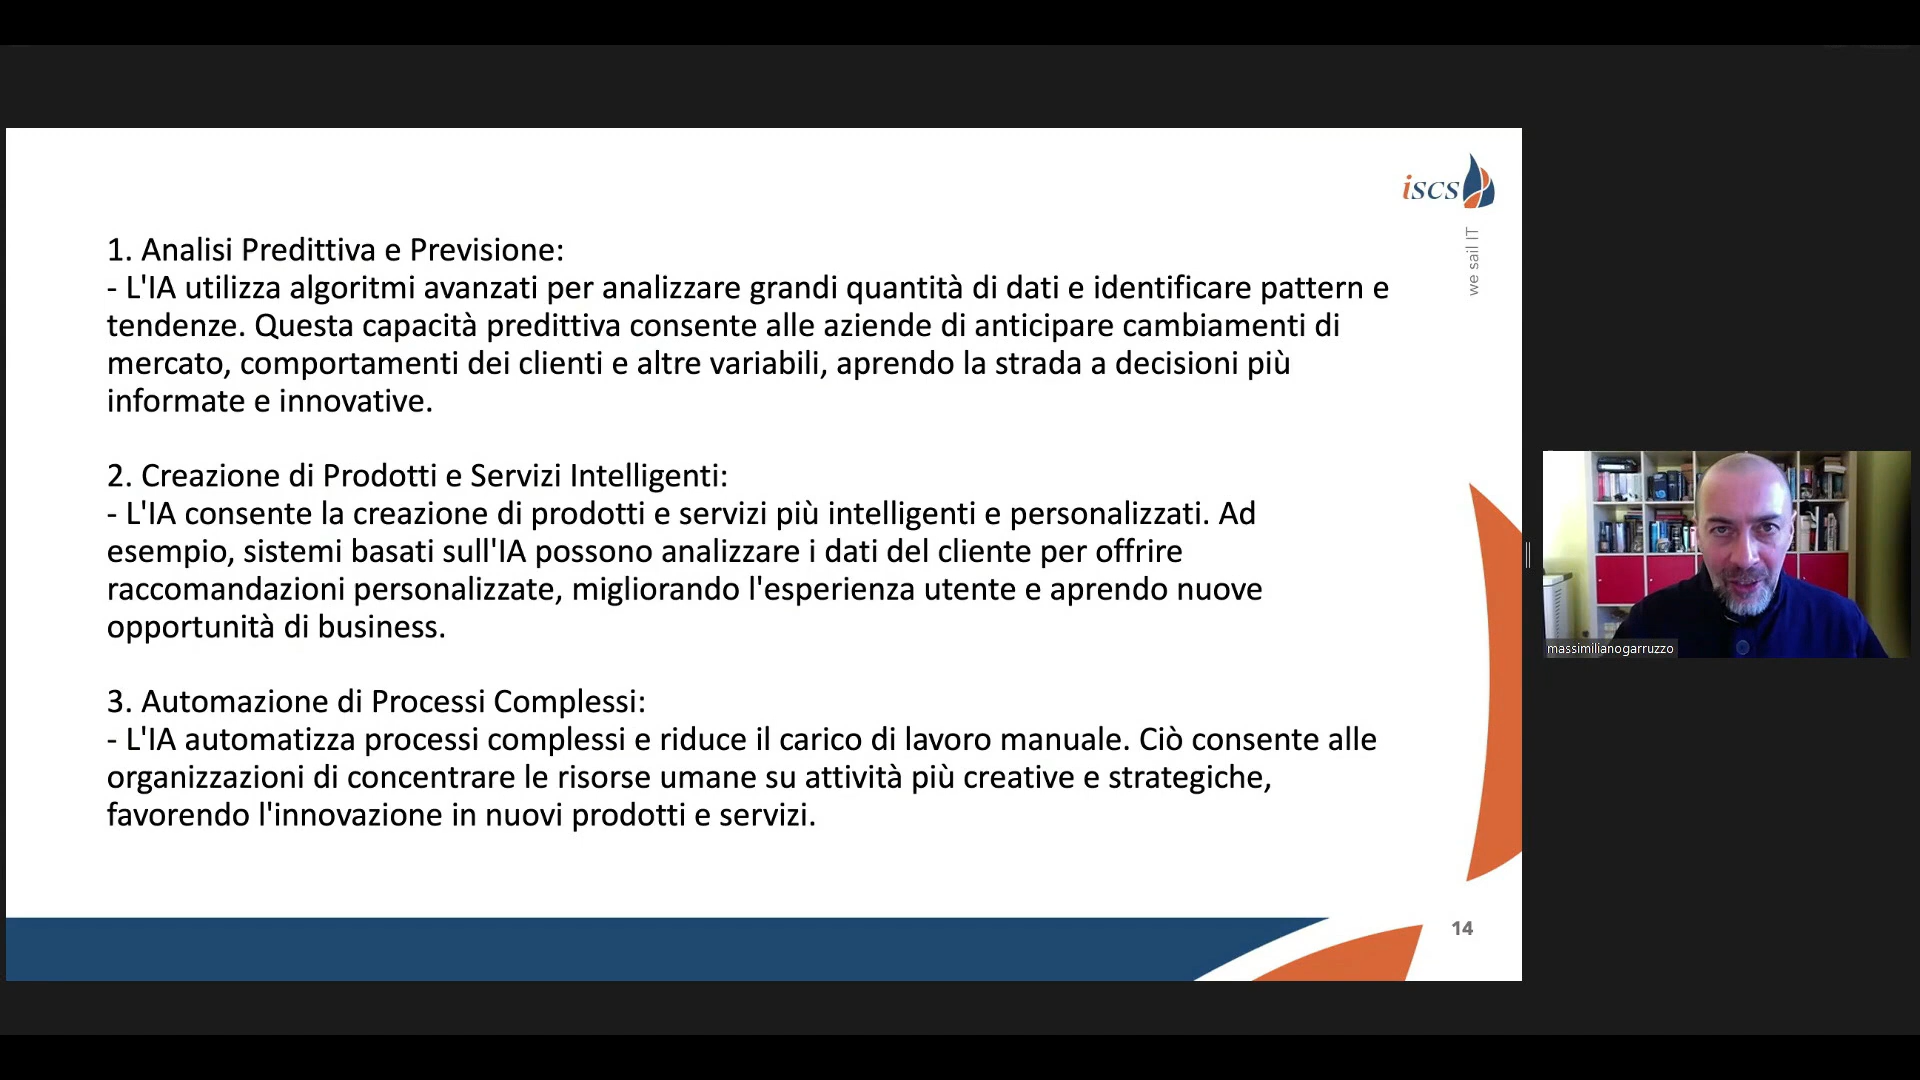 iscs
we sail IT
1. Analisi Predittiva e Previsione:
- L'IA utilizza algoritmi avanzati per analizzare grandi quantità di dati e identificare pattern e
tendenze. Questa capacità predittiva consente alle aziende di anticipare cambiamenti di
mercato, comportamenti dei clienti e altre variabili, aprendo la strada a decisioni più
informate e innovative.
2. Creazione di Prodotti e Servizi Intelligenti:
- L'IA consente la creazione di prodotti e servizi più intelligenti e personalizzati. Ad
esempio, sistemi basati sull'IA possono analizzare i dati del cliente per offrire
raccomandazioni personalizzate, migliorando l'esperienza utente e aprendo nuove
opportunità di business.
3. Automazione di Processi Complessi:
- L'IA automatizza processi complessi e riduce il carico di lavoro manuale. Ciò consente alle
organizzazioni di concentrare le risorse umane su attività più creative e strategiche,
favorendo l'innovazione in nuovi prodotti e servizi.
14
massimilianogarruzzo